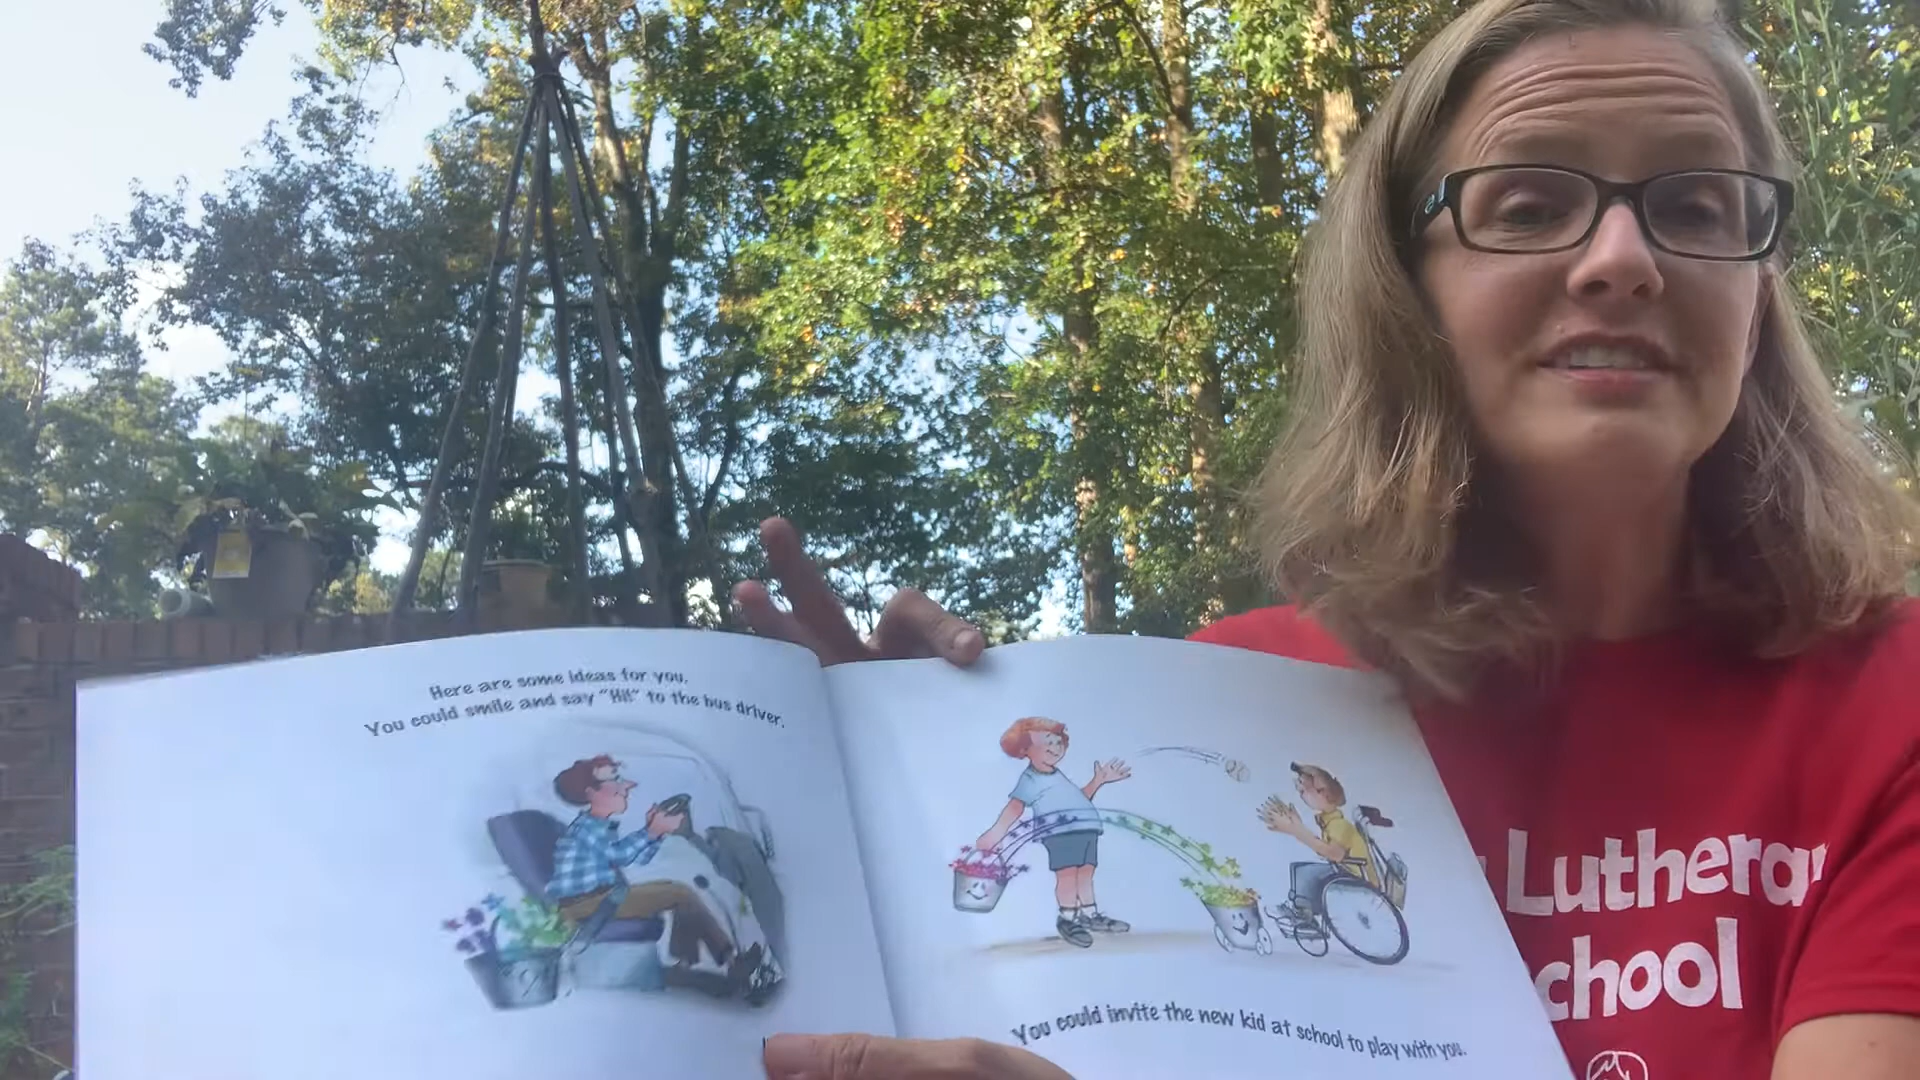 Here are some ideas for you.
You could smile and say "Hi!" to the bus driver.
You could invite the new kid at school to play with you.
Lutheran
School